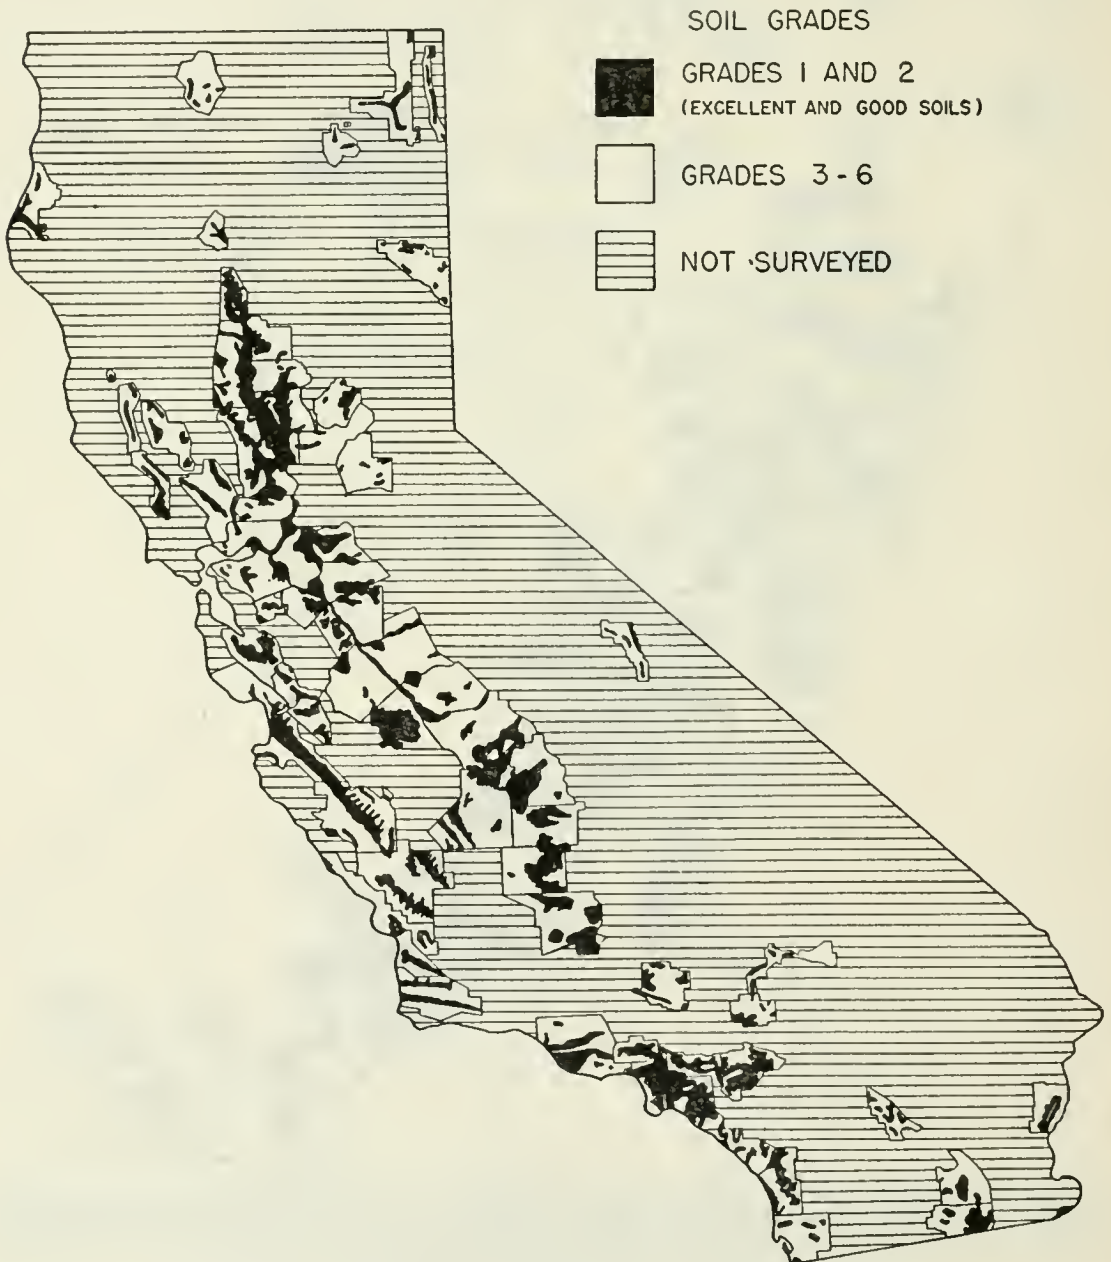 SOIL GRADES
GRADES 1 AND 2
(EXCELLENT AND GOOD SOILS)
GRADES 3-6
NOT SURVEYED